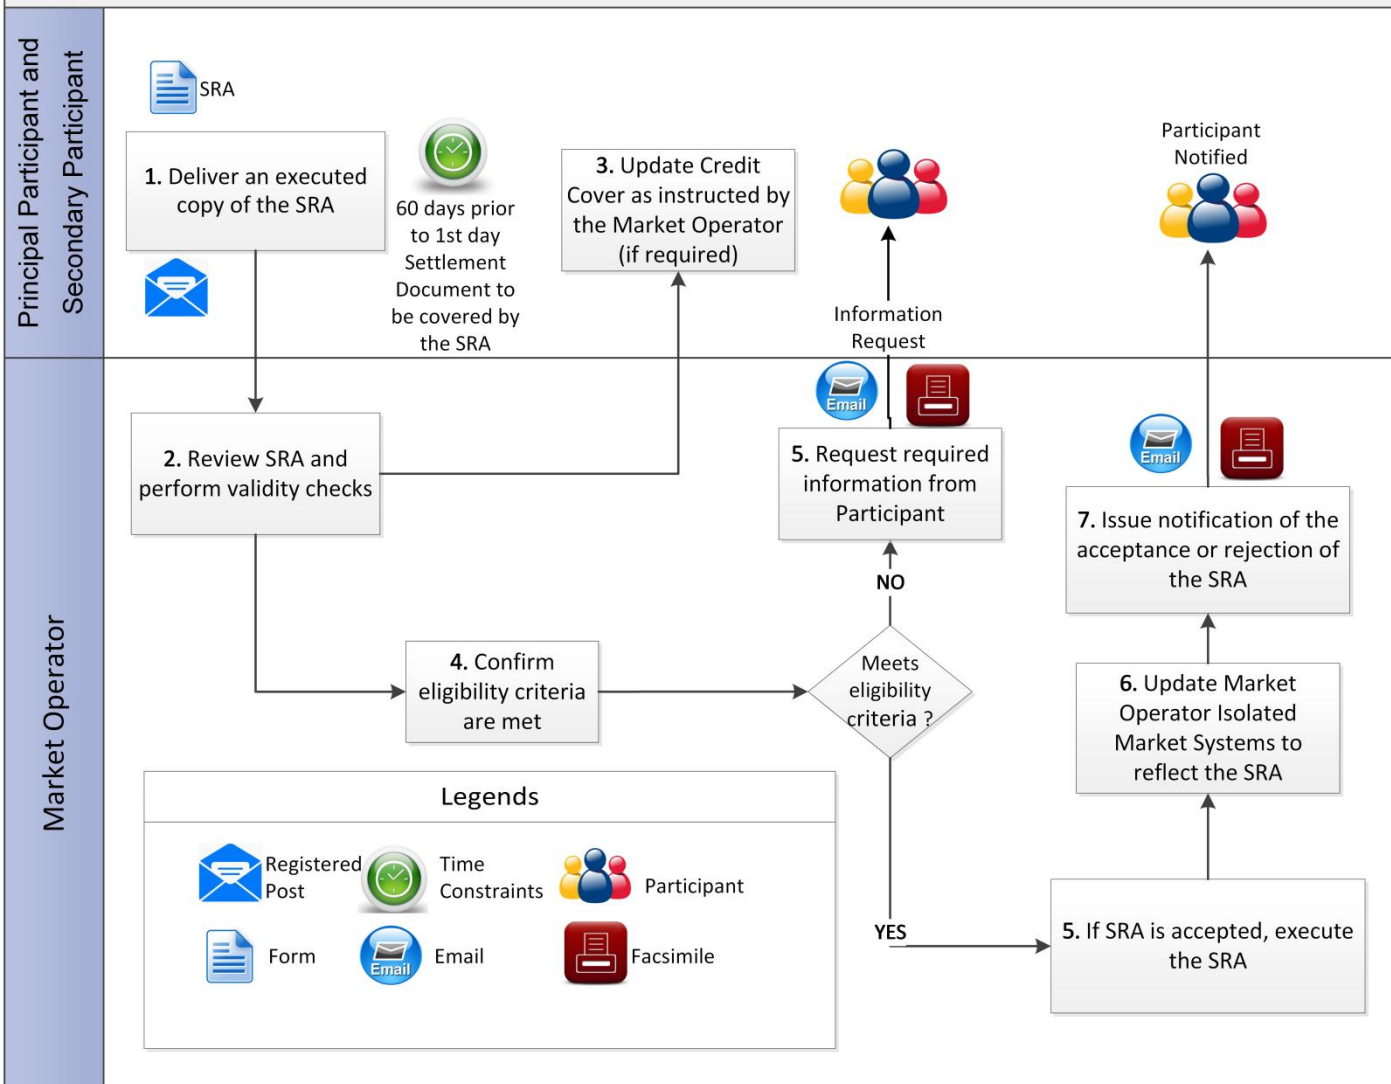 Principal Participant and
Secondary Participant
SRA
1. Deliver an executed
copy of the SRA
60 days prior
to 1st day
Settlement
Document to
be covered by
the SRA
3. Update Credit
Cover as instructed by
the Market Operator
(if required)
Information
Request
Participant
Notified
Market Operator
2. Review SRA and
perform validity checks
Email
5. Request required
information from
Participant
NO
Email
7. Issue notification of the
acceptance or rejection of
the SRA
4. Confirm
eligibility criteria
are met
Meets
eligibility
criteria ?
6. Update Market
Operator Isolated
Market Systems to
reflect the SRA
YES
5. If SRA is accepted, execute
the SRA
Legends
Registered
Post
Time
Constraints
Participant
Form
Email
Email
Facsimile